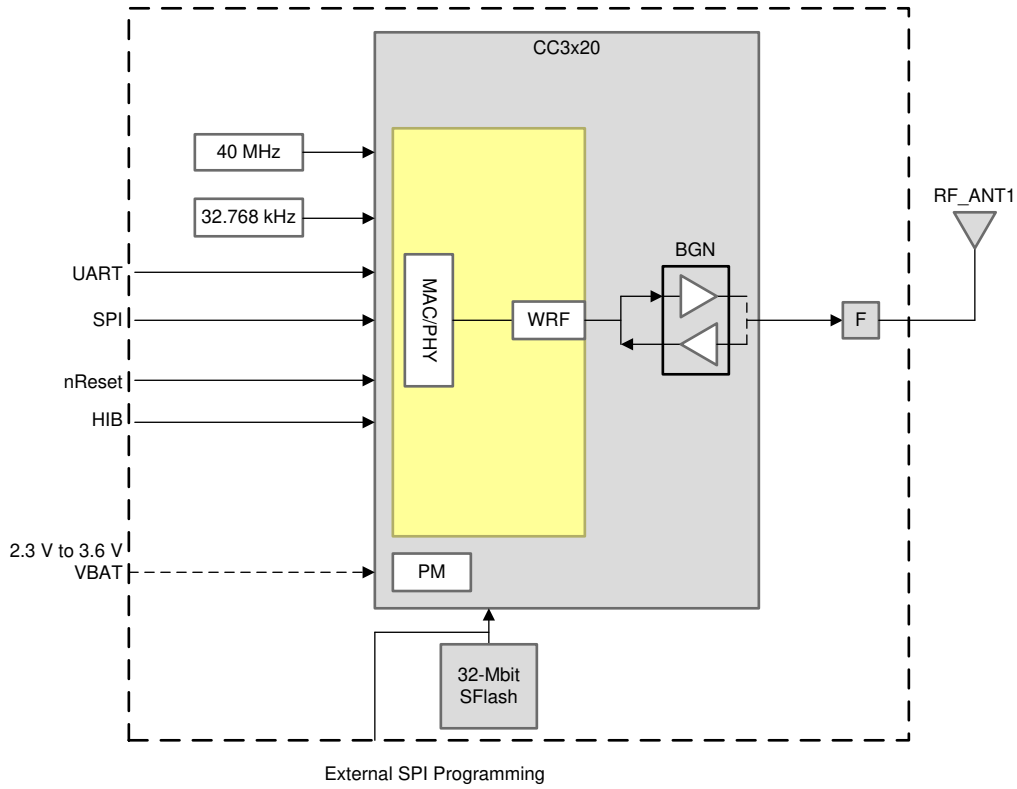 CC3x20
40 MHz
32.768 kHz
RF_ANT1
BGN
UART
MAC/PHY
SPI
WRF
F
nReset
HIB
2.3 V to 3.6 V
VBAT
PM
32-Mbit
SFlash
External SPI Programming